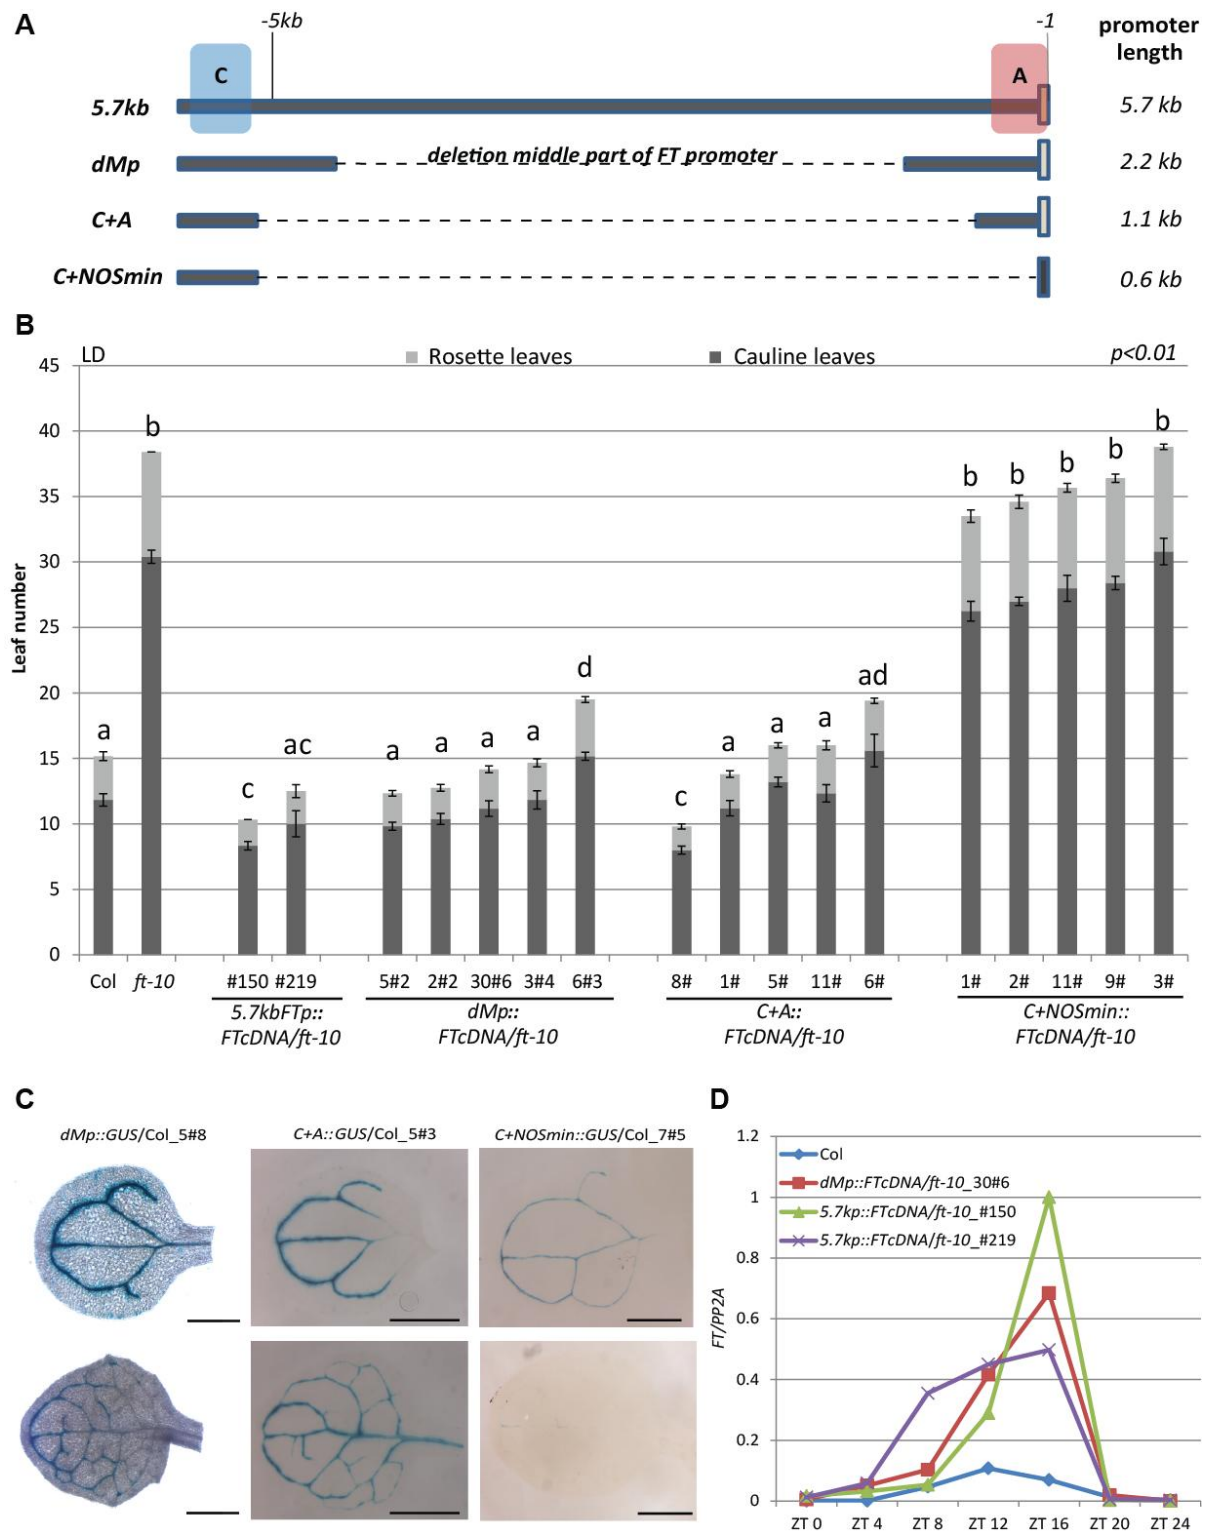 A
-5kb
-1
promoter
length
C
A
5.7kb
5.7 kb
dMp
deletion middle part of FT promoter
2.2 kb
C+A
1.1 kb
C+NOSmin
0.6 kb
B
LD
Rosette leaves
Cauline leaves
p<0.01
45
40
35
30
25
20
15
10
5
0
Leaf number
a
b
c
ac
a
a
a
a
d
c
a
a
a
ad
b
b
b
b
b
Col ft-10 #150 #219 5#2 2#2 30#6 3#4 6#3 8# 1# 5# 11# 6# 1# 2# 11# 9# 3#
5.7kbFTp:: dMp:: C+A:: C+NOSmin::
FTcDNA/ft-10 FTcDNA/ft-10 FTcDNA/ft-10 FTcDNA/ft-10
C
dMp::GUS/Col_5#8
C+A::GUS/Col_5#3
C+NOSmin::GUS/Col_7#5
D
1.2
1
0.8
0.6
0.4
0.2
0
FT/PP2A
Col
dMp::FTcDNA/ft-10_30#6
5.7kp::FTcDNA/ft-10_#150
5.7kp::FTcDNA/ft-10_#219
ZT 0 ZT 4 ZT 8 ZT 12 ZT 16 ZT 20 ZT 24